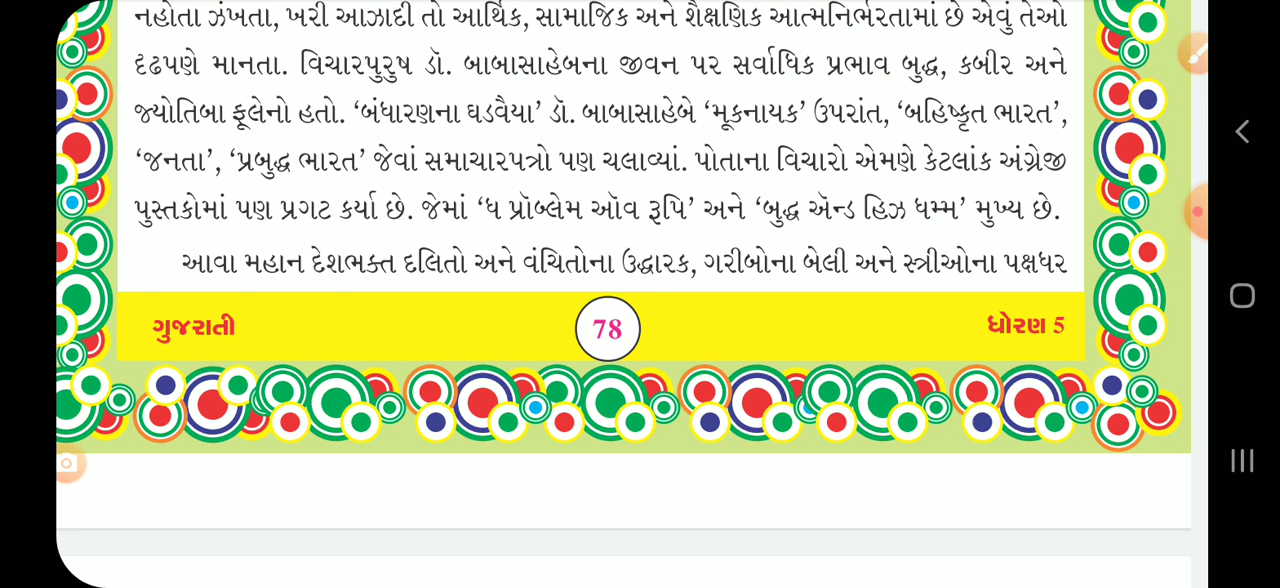 નહોતા ઝંખતા, ખરી આઝાદી તો આર્થિક, સામાજિક અને શૈક્ષણિક આત્મનિર્ભરતામાં છે એવું તેઓ
દૃઢપણે માનતા. વિચારપુરુષ ડૉ. બાબાસાહેબના જીવન પર સર્વાધિક પ્રભાવ બુદ્ધ, કબીર અને
જ્યોતિબા ફૂલેનો હતો. ‘બંધારણના ઘડવૈયા’ ડૉ. બાબાસાહેબે ‘મૂકનાયક’ ઉપરાંત, ‘બહિષ્કૃત ભારત’,
‘જનતા’, ‘પ્રબુદ્ધ ભારત’ જેવાં સમાચારપત્રો પણ ચલાવ્યાં. પોતાના વિચારો એમણે કેટલાંક અંગ્રેજી
પુસ્તકોમાં પણ પ્રગટ કર્યા છે. જેમાં ‘ધ પ્રૉબ્લેમ ઑવ રૂપિ’ અને ‘બુદ્ધ ઍન્ડ હિઝ ધમ્મ’ મુખ્ય છે.
આવા મહાન દેશભક્ત દલિતો અને વંચિતોના ઉદ્ધારક, ગરીબોના બેલી અને સ્ત્રીઓના પક્ષધર
ગુજરાતી
78
ધોરણ 5